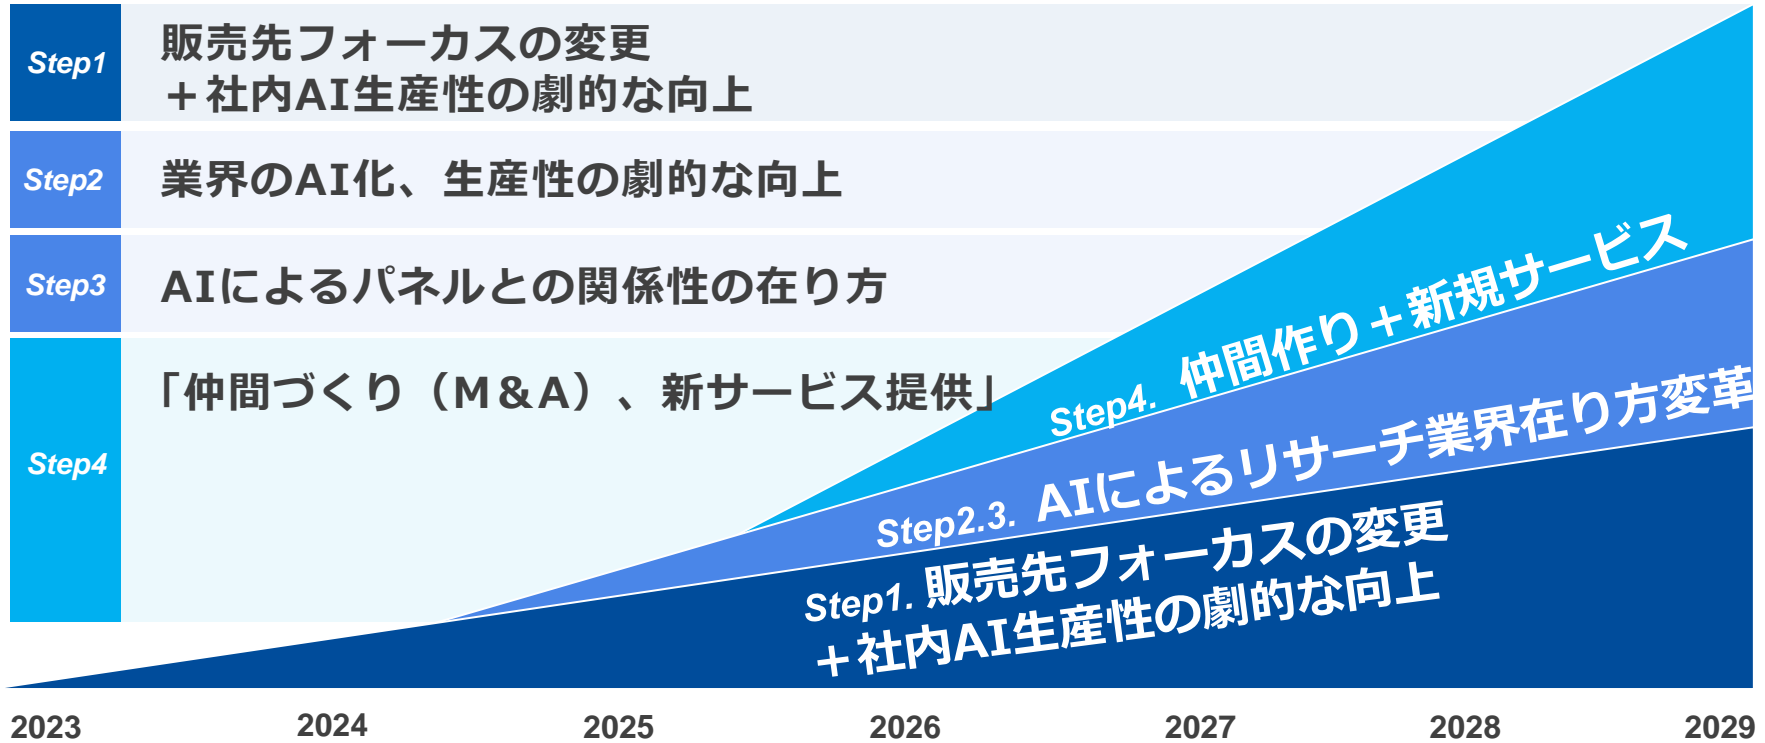 Step1
販売先フォーカスの変更
＋社内AI生産性の劇的な向上
Step2
業界のAI化、生産性の劇的な向上
Step3
AIによるパネルとの関係性の在り方
Step4
「仲間づくり（M＆A）、新サービス提供」
Step4. 仲間作り＋新規サービス
Step2.3. AIによるリサーチ業界在り方変革
Step1. 販売先フォーカスの変更
＋社内AI生産性の劇的な向上
2023
2024
2025
2026
2027
2028
2029